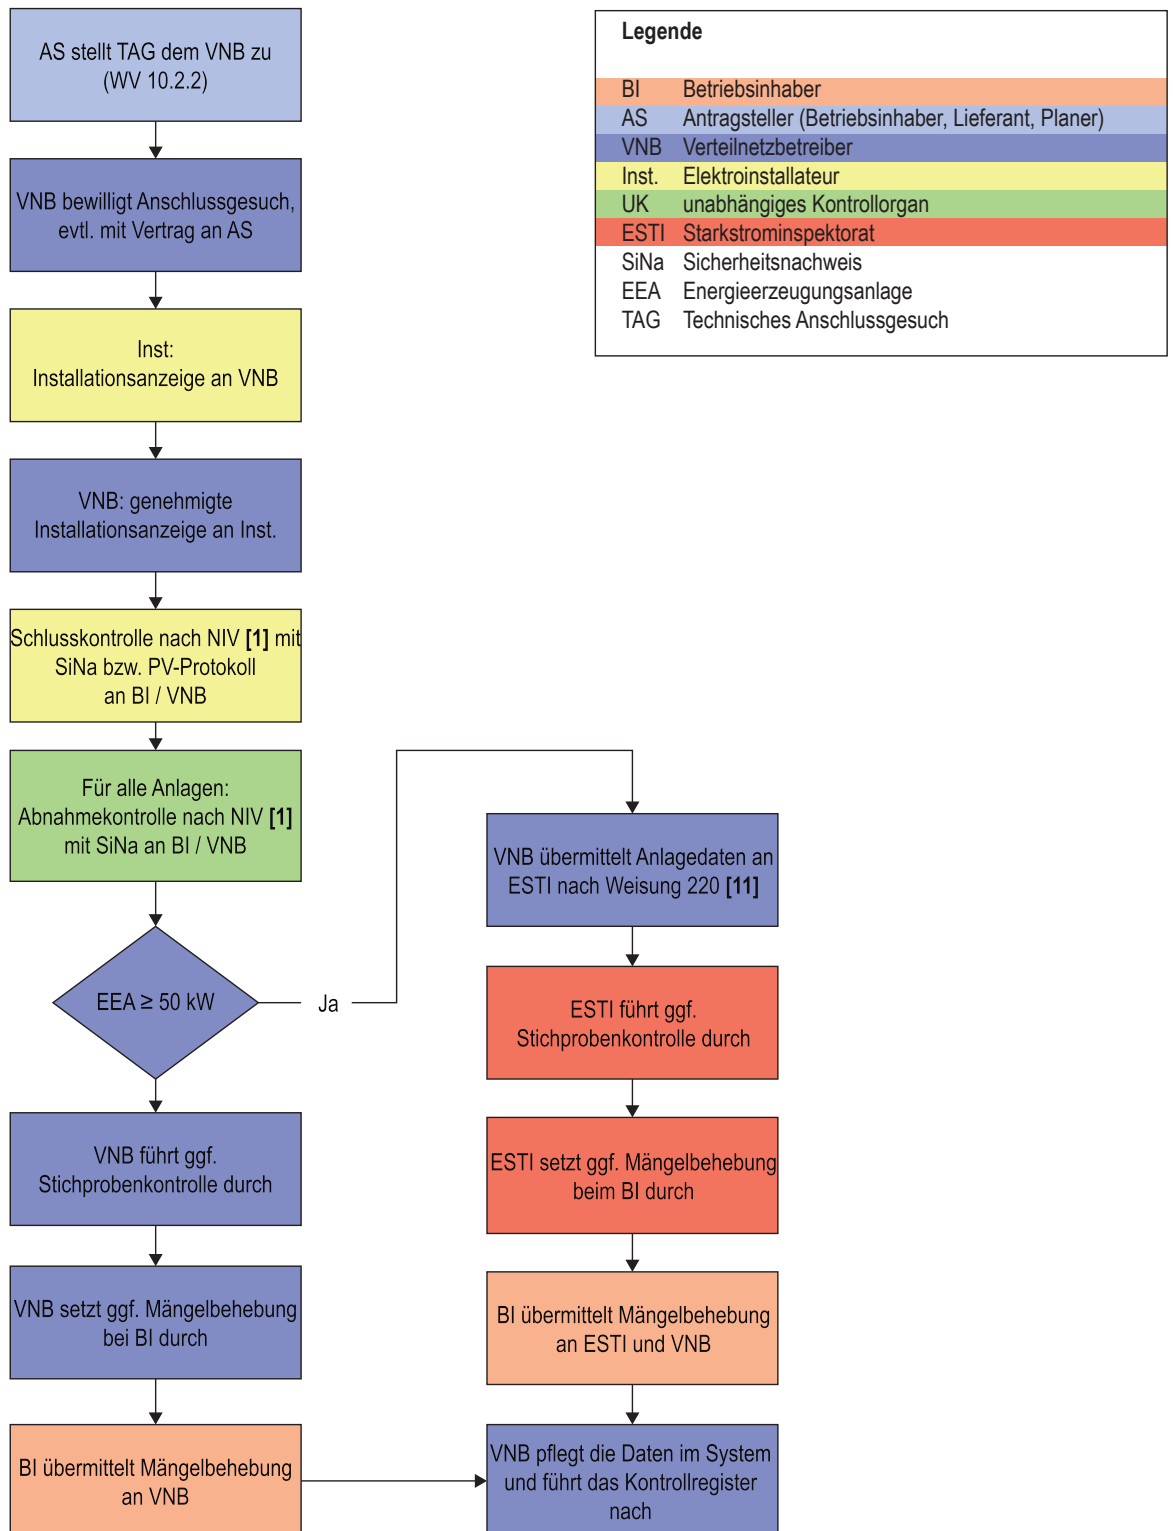 AS stellt TAG dem VNB zu
(WV 10.2.2)
VNB bewilligt Anschlussgesuch,
evtl. mit Vertrag an AS
Inst:
Installationsanzeige an VNB
VNB: genehmigte
Installationsanzeige an Inst.
Schlusskontrolle nach NIV [1] mit
SiNa bzw. PV-Protokoll
an BI / VNB
Für alle Anlagen:
Abnahmekontrolle nach NIV [1]
mit SiNa an BI / VNB
EEA ≥ 50 kW
Ja
VNB führt ggf.
Stichprobenkontrolle durch
VNB setzt ggf. Mängelbehebung
bei BI durch
BI übermittelt Mängelbehebung
an VNB
VNB übermittelt Anlagedaten an
ESTI nach Weisung 220 [11]
ESTI führt ggf.
Stichprobenkontrolle durch
ESTI setzt ggf. Mängelbehebung
beim BI durch
BI übermittelt Mängelbehebung
an ESTI und VNB
VNB pflegt die Daten im System
und führt das Kontrollregister
nach
Legende
BI Betriebsinhaber
AS Antragsteller (Betriebsinhaber, Lieferant, Planer)
VNB Verteilnetzbetreiber
Inst. Elektroinstallateur
UK unabhängiges Kontrollorgan
ESTI Starkstrominspektorat
SiNa Sicherheitsnachweis
EEA Energieerzeugungsanlage
TAG Technisches Anschlussgesuch